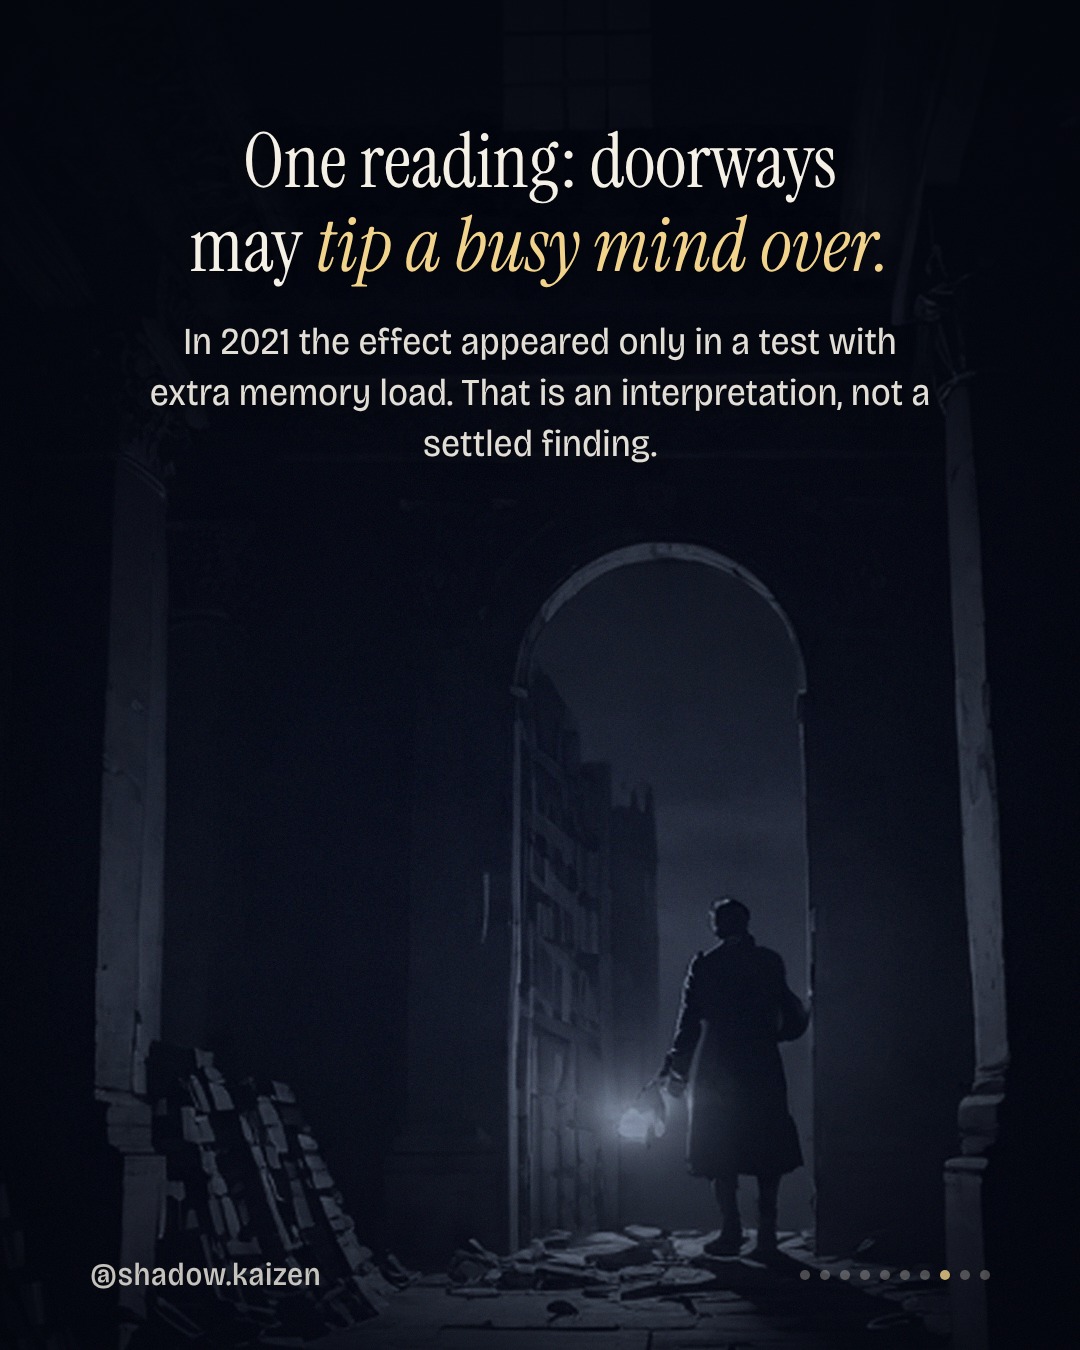 One reading: doorways
may tip a busy mind over.
In 2021 the effect appeared only in a test with
extra memory load. That is an interpretation, not a
settled finding.
@shadow.kaizen